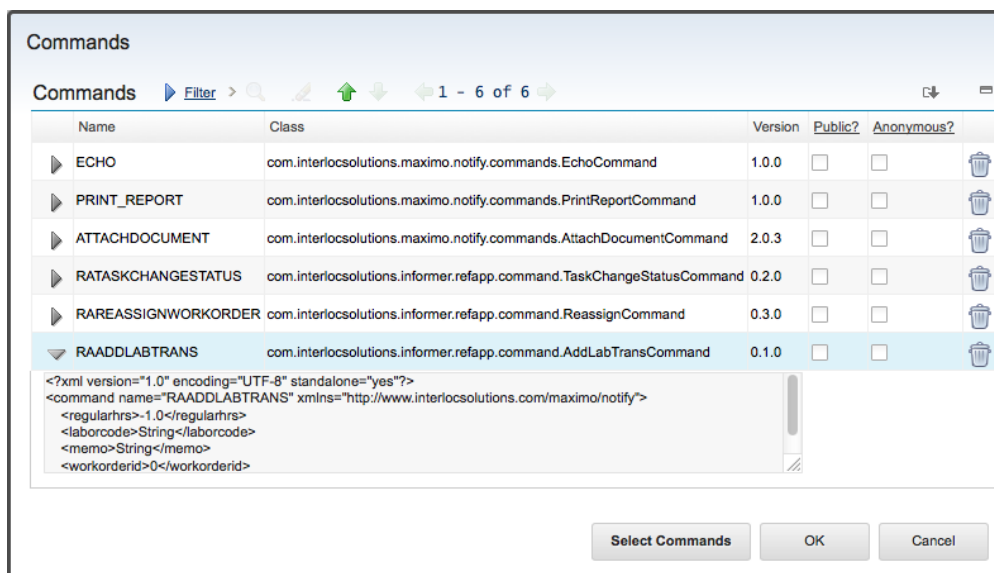 Commands
Commands Filter 1 - 6 of 6
Name Class Version Public? Anonymous?
ECHO com.interlocsolutions.maximo.notify.commands.EchoCommand 1.0.0
PRINT_REPORT com.interlocsolutions.maximo.notify.commands.PrintReportCommand 1.0.0
ATTACHDOCUMENT com.interlocsolutions.maximo.notify.commands.AttachDocumentCommand 2.0.3
RATASKCHANGESTATUS com.interlocsolutions.informer.refapp.command.TaskChangeStatusCommand 0.2.0
RAREASSIGNWORKORDER com.interlocsolutions.informer.refapp.command.ReassignCommand 0.3.0
RAADDLABTRANS com.interlocsolutions.informer.refapp.command.AddLabTransCommand 0.1.0
<?xml version="1.0" encoding="UTF-8" standalone="yes"?>
<command name="RAADDLABTRANS" xmlns="http://www.interlocsolutions.com/maximo/notify">
<regularhrs>-1.0</regularhrs>
<laborcode>String</laborcode>
<memo>String</memo>
<workorderid>0</workorderid>
Select Commands OK Cancel